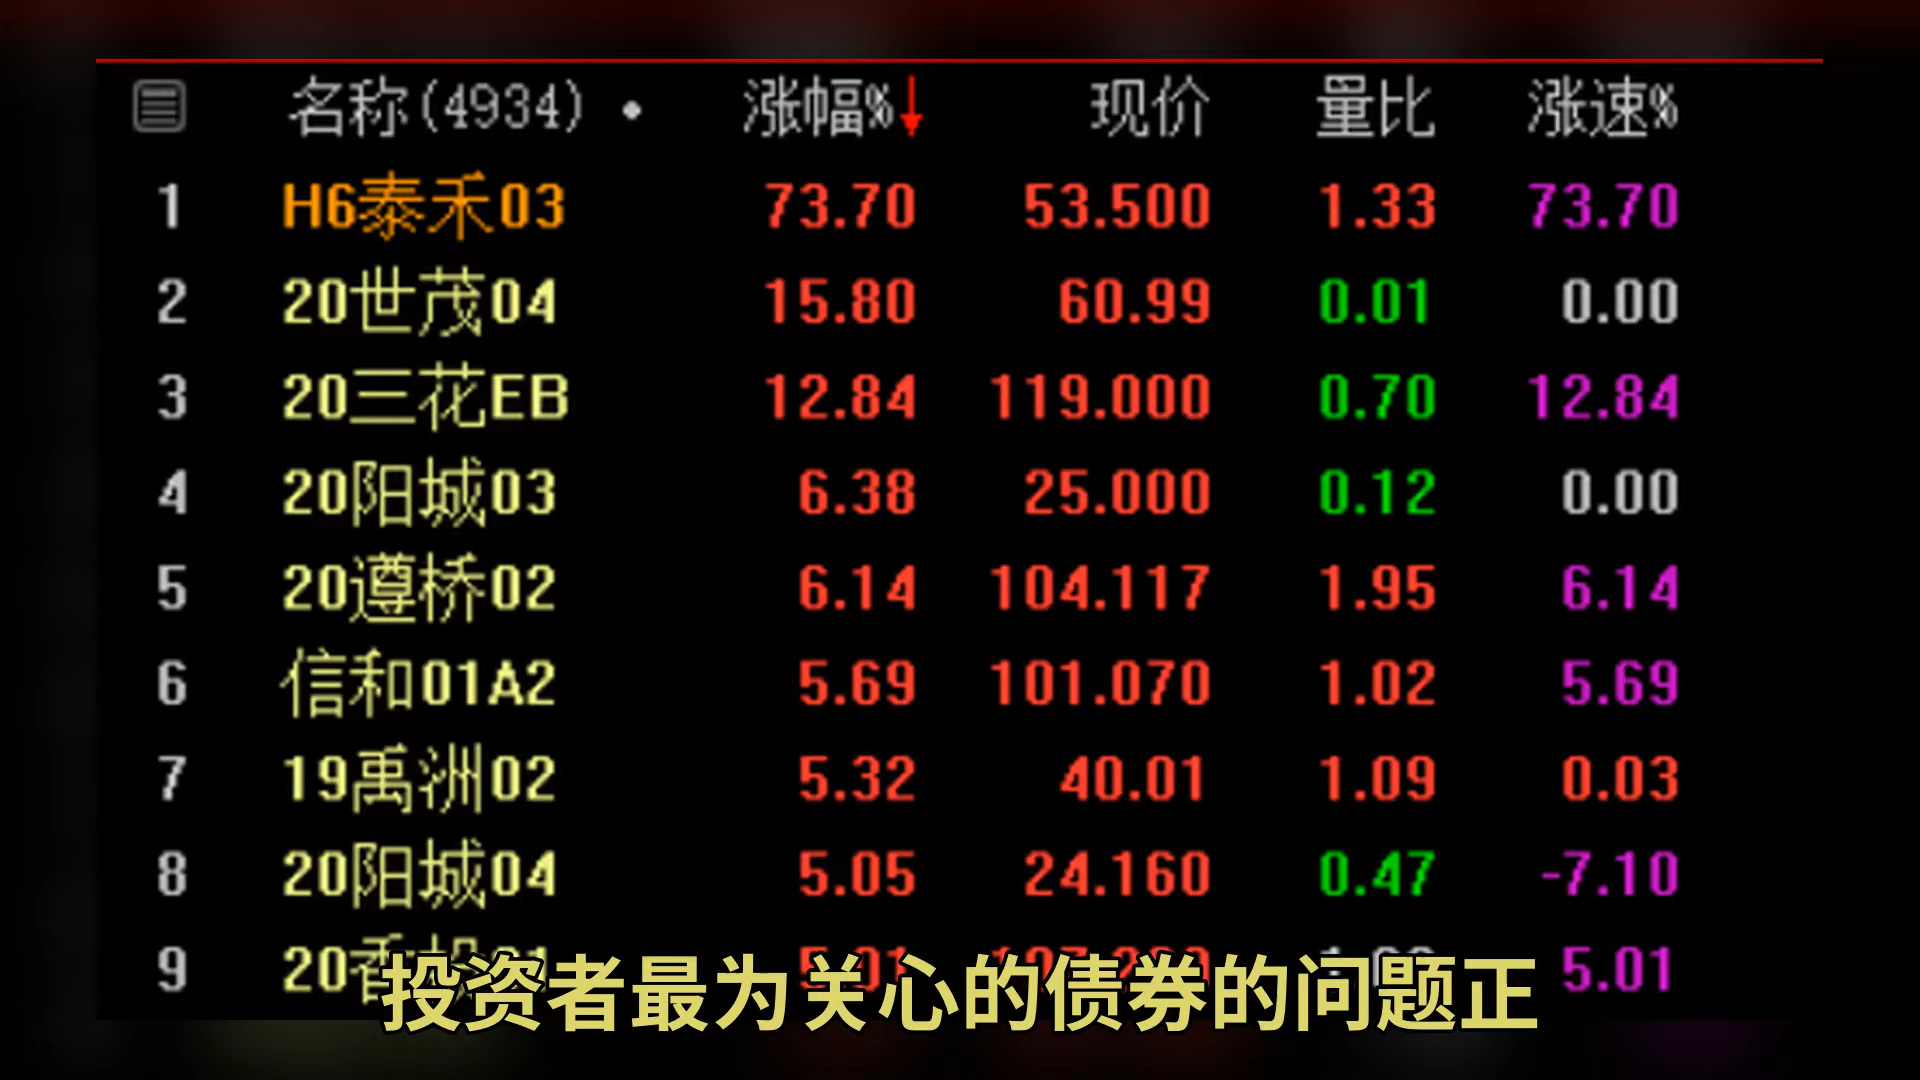 名称(4934) • 涨幅%↓ 现价 量比 涨速%
1 H6泰禾03 73.70 53.500 1.33 73.70
2 20世茂04 15.80 60.99 0.01 0.00
3 20三花EB 12.84 119.000 0.70 12.84
4 20阳城03 6.38 25.000 0.12 0.00
5 20遵桥02 6.14 104.117 1.95 6.14
6 信和01A2 5.69 101.070 1.02 5.69
7 19禹洲02 5.32 40.01 1.09 0.03
8 20阳城04 5.05 24.160 0.47 -7.10
9 20 5.01 5.01
投资者最为关心的债券的问题正